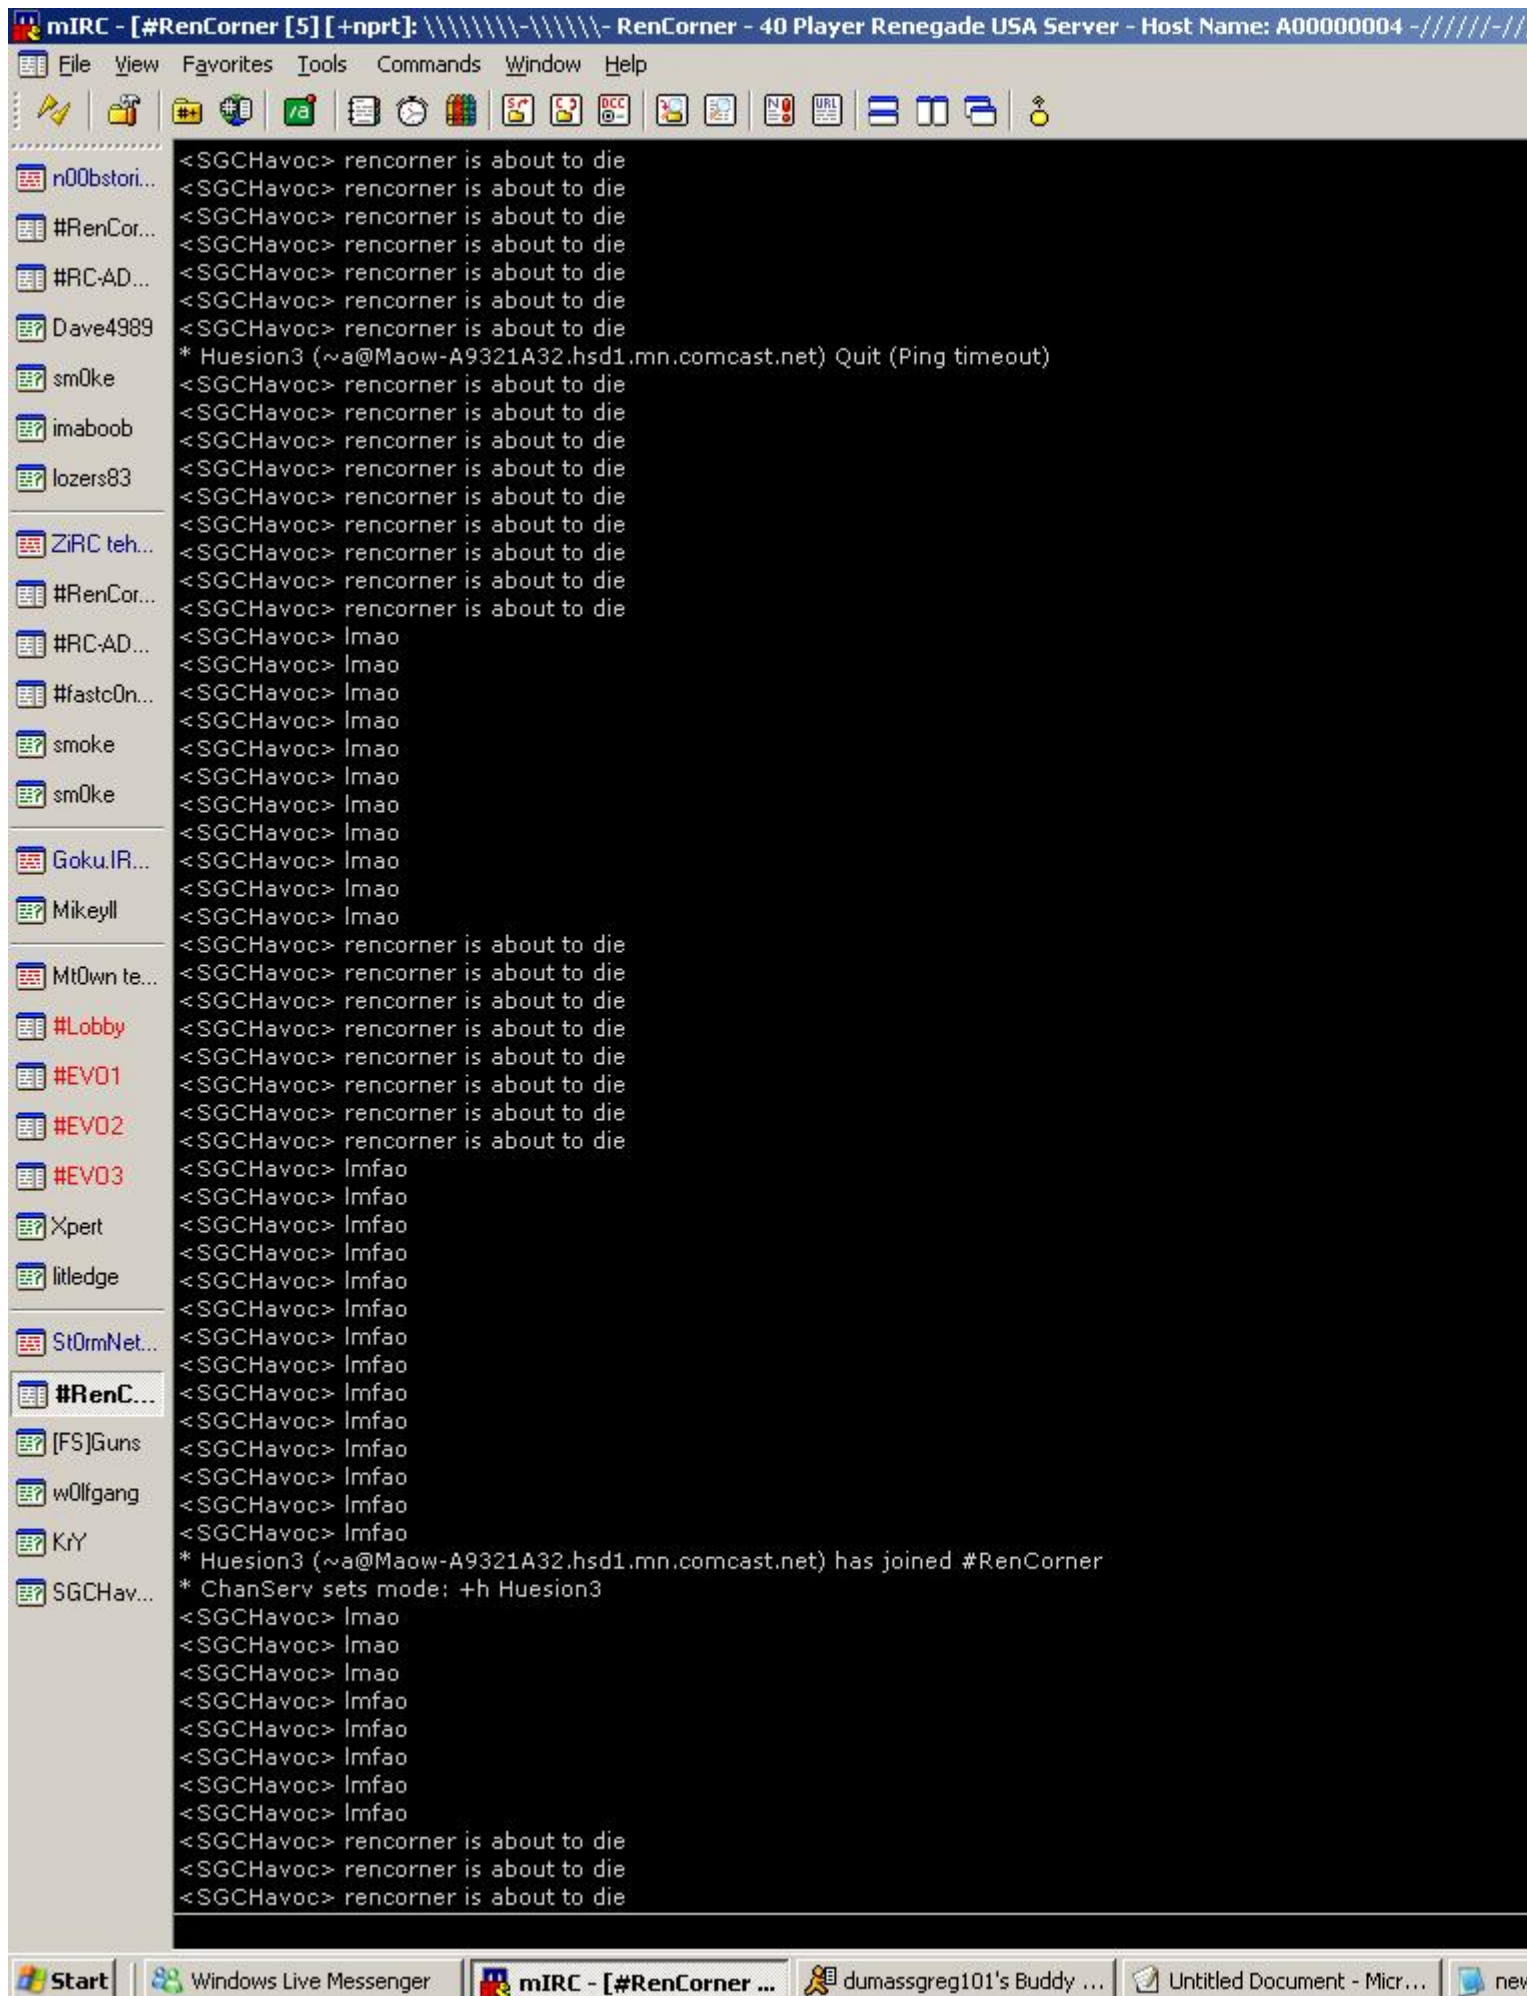 mIRC - [#RenCorner [5] [+nprt]: \\\\\\\\\-\\\\\\- RenCorner - 40 Player Renegade USA Server - Host Name: A00000004 -//////-//
File View Favorites Tools Commands Window Help
n00bstori...
#RenCor...
#RC-AD...
Dave4989
sm0ke
imaboob
lozers83
ZiRC teh...
#RenCor...
#RC-AD...
#fastc0n...
smoke
sm0ke
Goku.IR...
Mikeyll
Mt0wn te...
#Lobby
#EVO1
#EVO2
#EVO3
Xpert
litledge
St0rmNet...
#RenC...
[FS]Guns
w0lfgang
KrY
SGCHav...
<SGCHavoc> rencorner is about to die
<SGCHavoc> rencorner is about to die
<SGCHavoc> rencorner is about to die
<SGCHavoc> rencorner is about to die
<SGCHavoc> rencorner is about to die
<SGCHavoc> rencorner is about to die
<SGCHavoc> rencorner is about to die
* Huesion3 (~a@Maow-A9321A32.hsd1.mn.comcast.net) Quit (Ping timeout)
<SGCHavoc> rencorner is about to die
<SGCHavoc> rencorner is about to die
<SGCHavoc> rencorner is about to die
<SGCHavoc> rencorner is about to die
<SGCHavoc> rencorner is about to die
<SGCHavoc> rencorner is about to die
<SGCHavoc> rencorner is about to die
<SGCHavoc> rencorner is about to die
<SGCHavoc> rencorner is about to die
<SGCHavoc> lmao
<SGCHavoc> lmao
<SGCHavoc> lmao
<SGCHavoc> lmao
<SGCHavoc> lmao
<SGCHavoc> lmao
<SGCHavoc> lmao
<SGCHavoc> lmao
<SGCHavoc> lmao
<SGCHavoc> lmao
<SGCHavoc> lmao
<SGCHavoc> rencorner is about to die
<SGCHavoc> rencorner is about to die
<SGCHavoc> rencorner is about to die
<SGCHavoc> rencorner is about to die
<SGCHavoc> rencorner is about to die
<SGCHavoc> rencorner is about to die
<SGCHavoc> rencorner is about to die
<SGCHavoc> rencorner is about to die
<SGCHavoc> lmfao
<SGCHavoc> lmfao
<SGCHavoc> lmfao
<SGCHavoc> lmfao
<SGCHavoc> lmfao
<SGCHavoc> lmfao
<SGCHavoc> lmfao
<SGCHavoc> lmfao
<SGCHavoc> lmfao
<SGCHavoc> lmfao
<SGCHavoc> lmfao
<SGCHavoc> lmfao
<SGCHavoc> lmfao
<SGCHavoc> lmfao
* Huesion3 (~a@Maow-A9321A32.hsd1.mn.comcast.net) has joined #RenCorner
* ChanServ sets mode: +h Huesion3
<SGCHavoc> lmao
<SGCHavoc> lmao
<SGCHavoc> lmao
<SGCHavoc> lmfao
<SGCHavoc> lmfao
<SGCHavoc> lmfao
<SGCHavoc> lmfao
<SGCHavoc> lmfao
<SGCHavoc> rencorner is about to die
<SGCHavoc> rencorner is about to die
<SGCHavoc> rencorner is about to die
Start
Windows Live Messenger
mIRC - [#RenCorner ...
dumassgreg101's Buddy ...
Untitled Document - Micr...
new